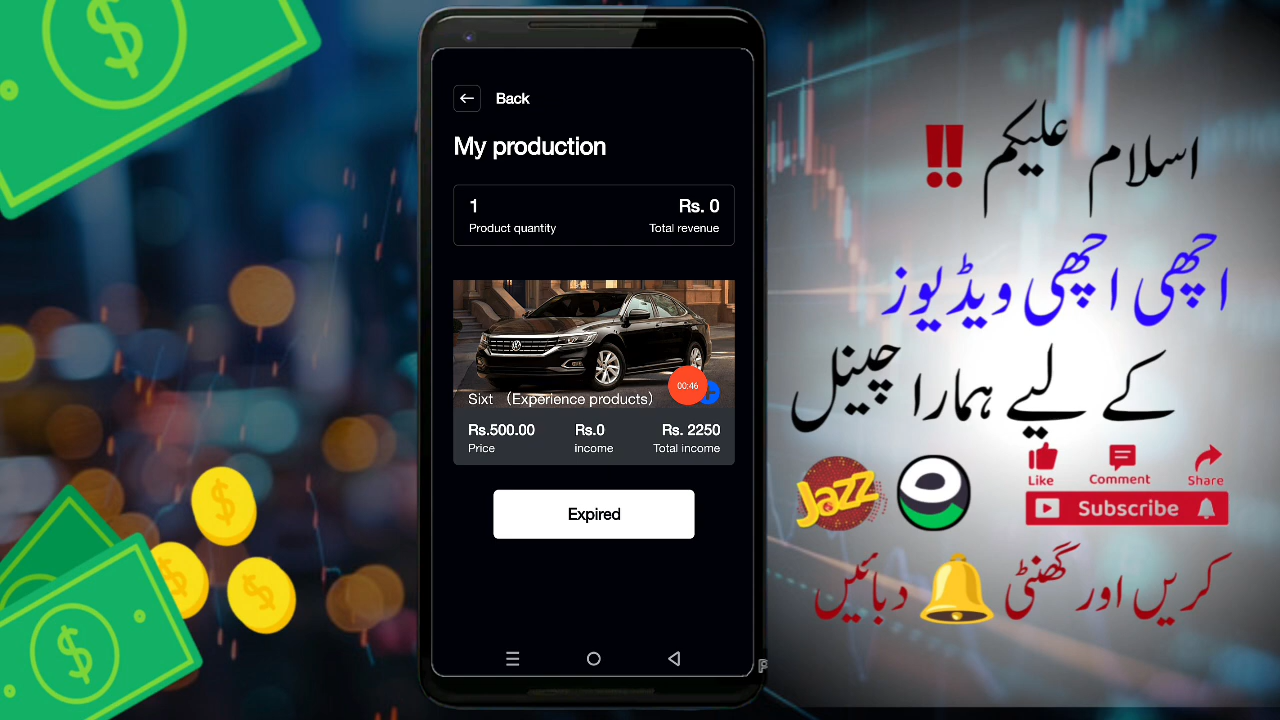 Back
My production
1
Rs. 0
Product quantity
Total revenue
00:46
Sixt （Experience products）
Rs.500.00
Rs.0
Rs. 2250
Price
income
Total income
Expired
اسلام علیکم ‼
اچھی اچھی ویڈیوز
کے لیے ہمارا چینل
Jazz
Like
Comment
Share
Subscribe
کریں اور گھنٹی 🔔 دبائیں